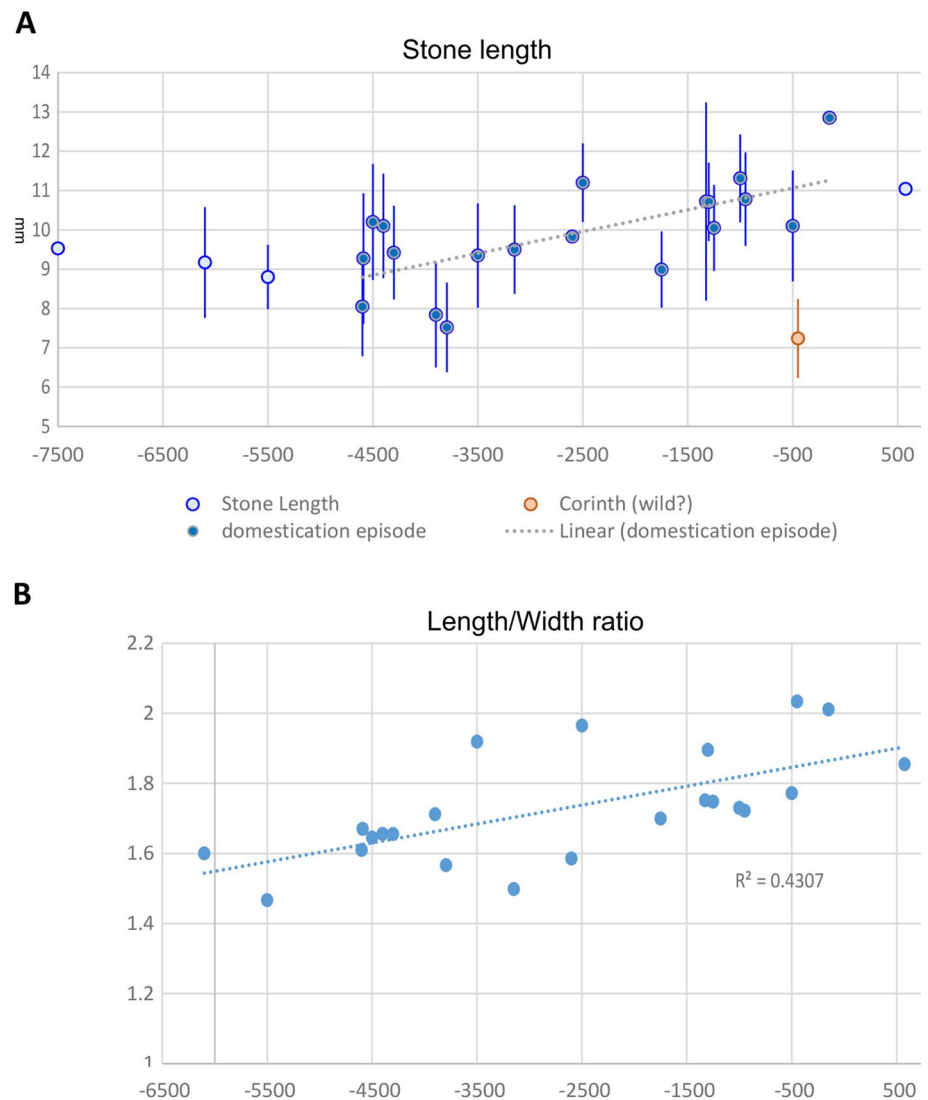 A
Stone length
14
13
12
11
10
9
8
7
6
5
mm
-7500 -6500 -5500 -4500 -3500 -2500 -1500 -500 500
Stone Length Corinth (wild?)
domestication episode Linear (domestication episode)
B
Length/Width ratio
2.2
2
1.8
1.6
1.4
1.2
1
R² = 0.4307
-6500 -5500 -4500 -3500 -2500 -1500 -500 500